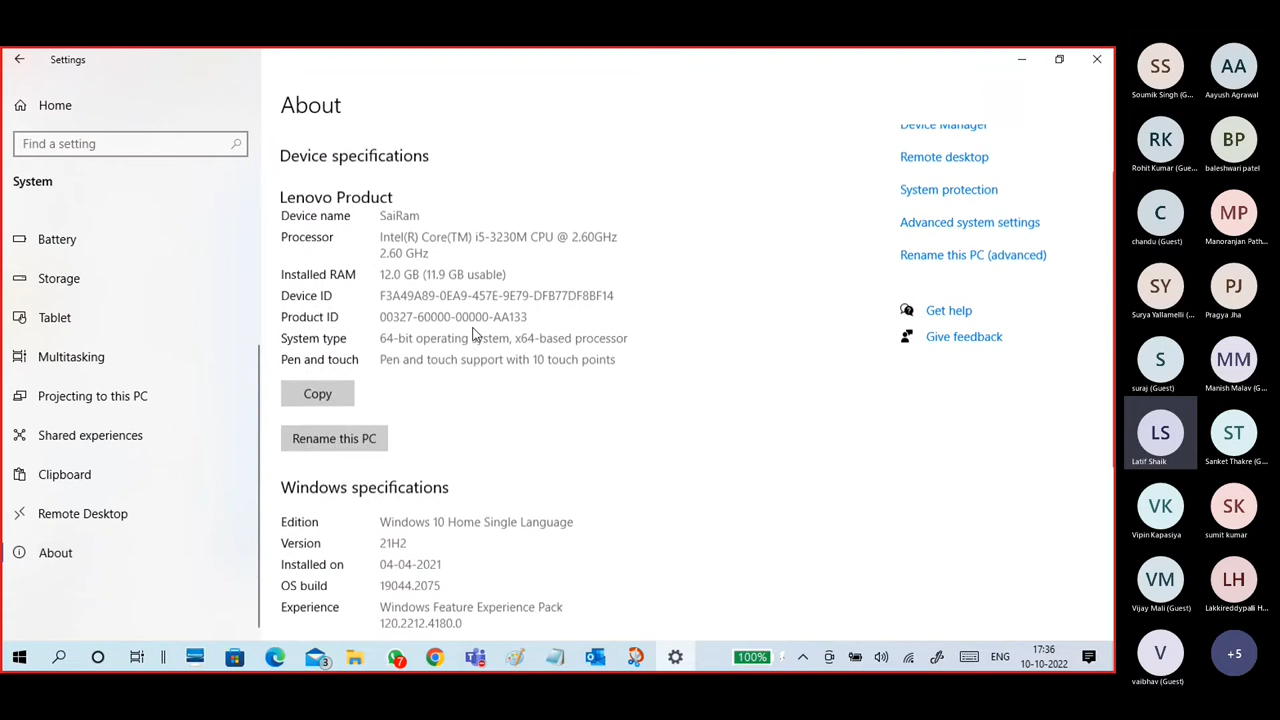 Settings
Home
Find a setting
System
Battery
Storage
Tablet
Multitasking
Projecting to this PC
Shared experiences
Clipboard
Remote Desktop
About
About
Device specifications
Lenovo Product
Device name SaiRam
Processor Intel(R) Core(TM) i5-3230M CPU @ 2.60GHz
2.60 GHz
Installed RAM 12.0 GB (11.9 GB usable)
Device ID F3A49A89-0EA9-457E-9E79-DFB77DF8BF14
Product ID 00327-60000-00000-AA133
System type 64-bit operating system, x64-based processor
Pen and touch Pen and touch support with 10 touch points
Copy
Rename this PC
Windows specifications
Edition Windows 10 Home Single Language
Version 21H2
Installed on 04-04-2021
OS build 19044.2075
Experience Windows Feature Experience Pack
120.2212.4180.0
Device Manager
Remote desktop
System protection
Advanced system settings
Rename this PC (advanced)
Get help
Give feedback
3
7
100%
ENG
17:36
10-10-2022
SS AA
Soumik Singh (G... Aayush Agrawal
RK BP
Rohit Kumar (Gue... baleshwari patel
C MP
chandu (Guest) Manoranjan Path...
SY PJ
Surya Yallamelli (... Pragya Jha
S MM
suraj (Guest) Manish Malav (G...
LS ST
Latif Shaik Sanket Thakre (G...
VK SK
Vipin Kapasiya sumit kumar
VM LH
Vijay Mali (Guest) Lakkireddypalli H...
V +5
vaibhav (Guest)